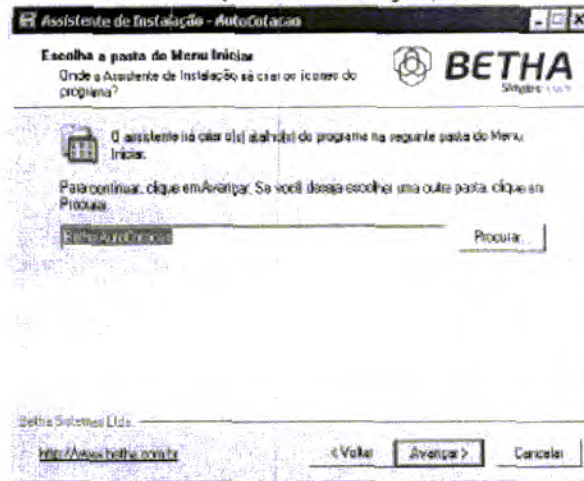 Assistente de Instalação - AutoCotacao
Escolha a pasta do Menu Iniciar
Onde o Assistente de Instalação irá criar os ícones do
programa?
BETHA
O assistente irá criar o(s) atalho(s) do programa na seguinte pasta do Menu
Iniciar.
Para continuar, clique em Avançar. Se você deseja escolher uma outra pasta, clique em
Procurar.
Procurar...
Betha Sistemas Ltda.
http://www.betha.com.br
< Voltar
Avançar >
Cancelar